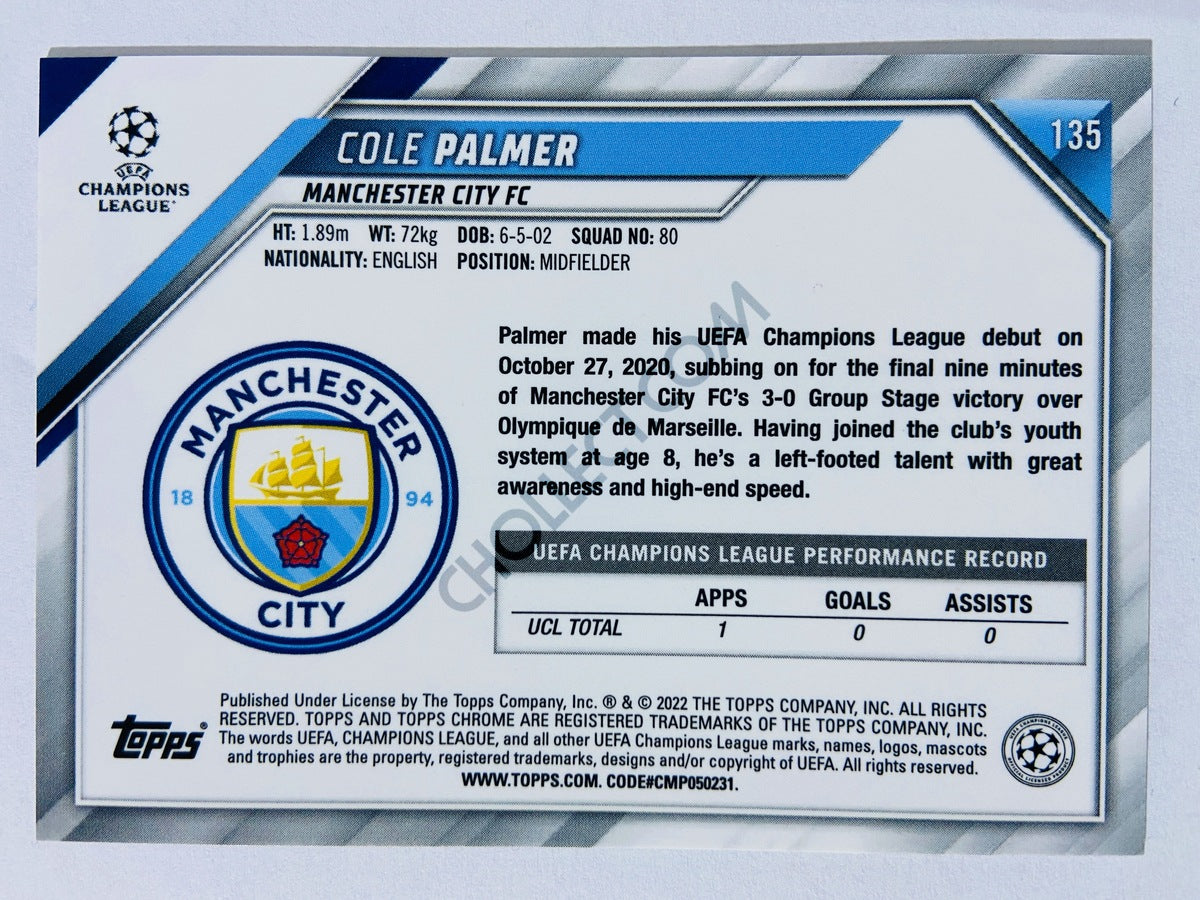 UEFA
CHAMPIONS
LEAGUE
COLE PALMER
135
MANCHESTER CITY FC
HT: 1.89m WT: 72kg DOB: 6-5-02 SQUAD NO: 80
NATIONALITY: ENGLISH POSITION: MIDFIELDER
MANCHESTER
18 94
CITY
Palmer made his UEFA Champions League debut on
October 27, 2020, subbing on for the final nine minutes
of Manchester City FC's 3-0 Group Stage victory over
Olympique de Marseille. Having joined the club's youth
system at age 8, he's a left-footed talent with great
awareness and high-end speed.
CHOLLECT.COM
UEFA CHAMPIONS LEAGUE PERFORMANCE RECORD
APPS GOALS ASSISTS
UCL TOTAL 1 0 0
Topps®
Published Under License by The Topps Company, Inc. ® & © 2022 THE TOPPS COMPANY, INC. ALL RIGHTS
RESERVED. TOPPS AND TOPPS CHROME ARE REGISTERED TRADEMARKS OF THE TOPPS COMPANY, INC.
The words UEFA, CHAMPIONS LEAGUE, and all other UEFA Champions League marks, names, logos, mascots
and trophies are the property, registered trademarks, designs and/or copyright of UEFA. All rights reserved.
WWW.TOPPS.COM. CODE#CMP050231.
UEFA CHAMPIONS LEAGUE
OFFICIAL LICENSED PRODUCT